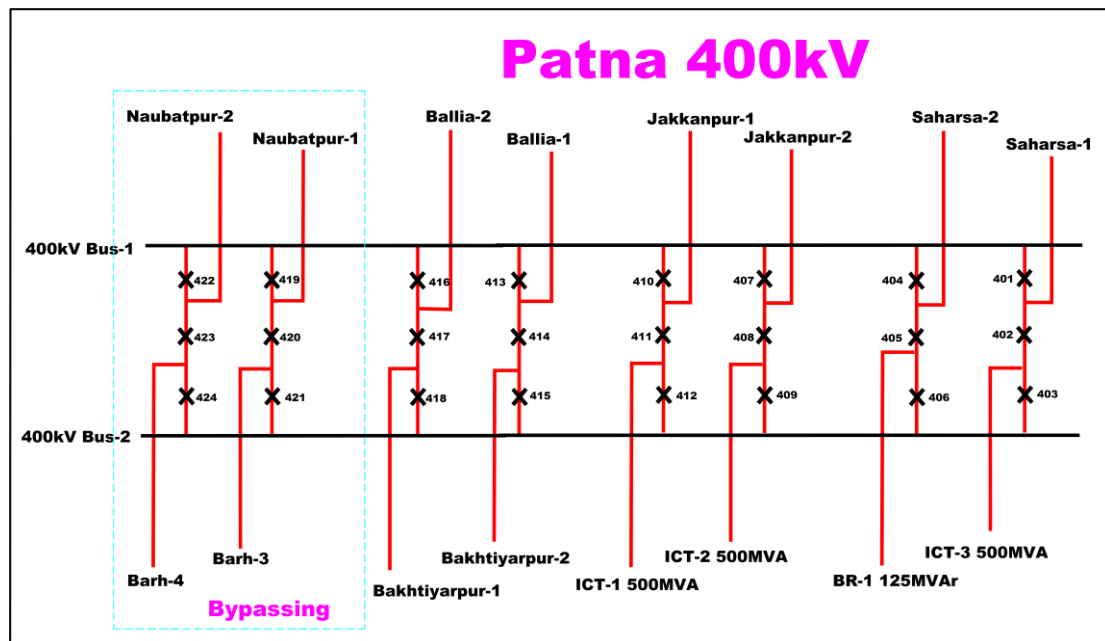 Patna 400kV
Naubatpur-2
Naubatpur-1
Ballia-2
Ballia-1
Jakkanpur-1
Jakkanpur-2
Saharsa-2
Saharsa-1
400kV Bus-1
422
419
416
413
410
407
404
401
423
420
417
414
411
408
405
402
424
421
418
415
412
409
406
403
400kV Bus-2
Barh-4
Barh-3
Bakhtiyarpur-1
Bakhtiyarpur-2
ICT-1 500MVA
ICT-2 500MVA
BR-1 125MVAr
ICT-3 500MVA
Bypassing